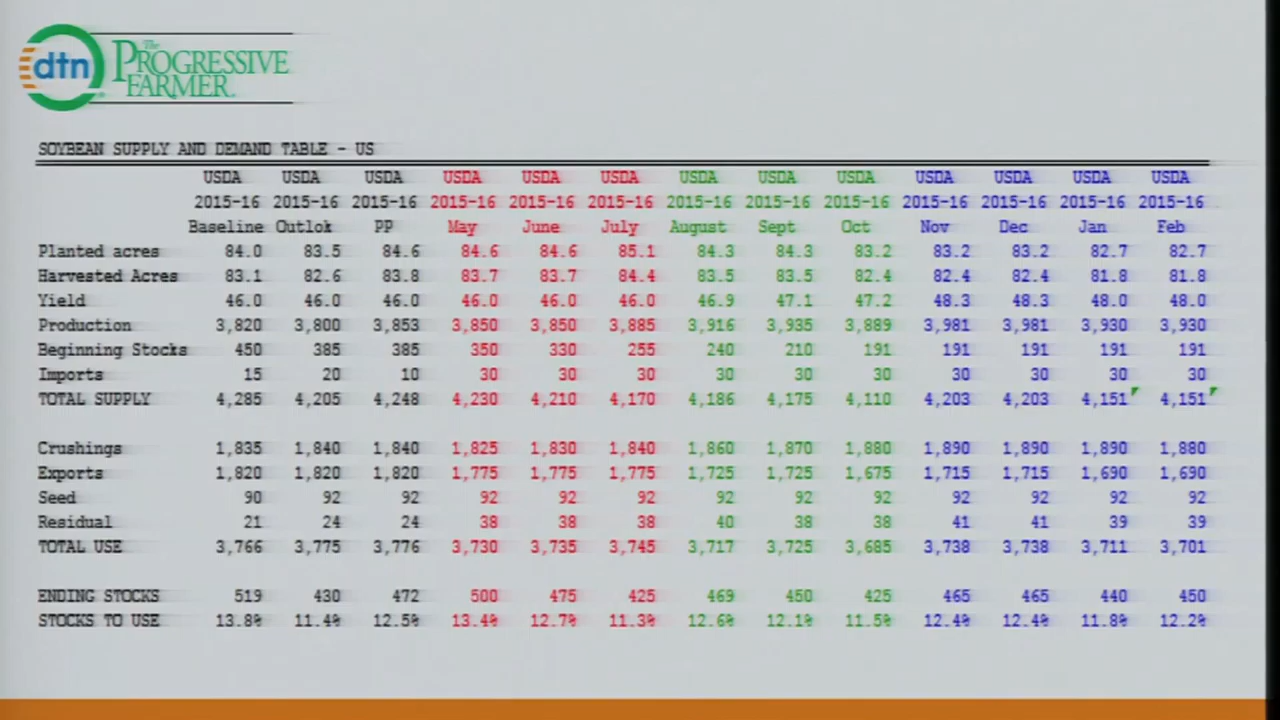 dtn
The
PROGRESSIVE
FARMER
SOYBEAN SUPPLY AND DEMAND TABLE - US
USDA USDA USDA USDA USDA USDA USDA USDA USDA USDA USDA USDA USDA
2015-16 2015-16 2015-16 2015-16 2015-16 2015-16 2015-16 2015-16 2015-16 2015-16 2015-16 2015-16 2015-16
Baseline Outlok PP May June July August Sept Oct Nov Dec Jan Feb
Planted acres 84.0 83.5 84.6 84.6 84.6 85.1 84.3 84.3 83.2 83.2 83.2 82.7 82.7
Harvested Acres 83.1 82.6 83.8 83.7 83.7 84.4 83.5 83.5 82.4 82.4 82.4 81.8 81.8
Yield 46.0 46.0 46.0 46.0 46.0 46.0 46.9 47.1 47.2 48.3 48.3 48.0 48.0
Production 3,820 3,800 3,853 3,850 3,850 3,885 3,916 3,935 3,889 3,981 3,981 3,930 3,930
Beginning Stocks 450 385 385 350 330 255 240 210 191 191 191 191 191
Imports 15 20 10 30 30 30 30 30 30 30 30 30 30
TOTAL SUPPLY 4,285 4,205 4,248 4,230 4,210 4,170 4,186 4,175 4,110 4,203 4,203 4,151 4,151
Crushings 1,835 1,840 1,840 1,825 1,830 1,840 1,860 1,870 1,880 1,890 1,890 1,890 1,880
Exports 1,820 1,820 1,820 1,775 1,775 1,775 1,725 1,725 1,675 1,715 1,715 1,690 1,690
Seed 90 92 92 92 92 92 92 92 92 92 92 92 92
Residual 21 24 24 38 38 38 40 38 38 41 41 39 39
TOTAL USE 3,766 3,775 3,776 3,730 3,735 3,745 3,717 3,725 3,685 3,738 3,738 3,711 3,701
ENDING STOCKS 519 430 472 500 475 425 469 450 425 465 465 440 450
STOCKS TO USE 13.8% 11.4% 12.5% 13.4% 12.7% 11.3% 12.6% 12.1% 11.5% 12.4% 12.4% 11.8% 12.2%